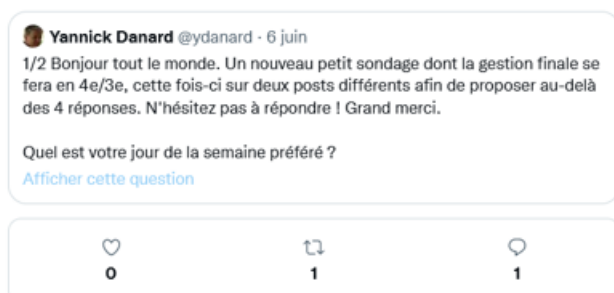 Yannick Danard @ydanard · 6 juin
1/2 Bonjour tout le monde. Un nouveau petit sondage dont la gestion finale se
fera en 4e/3e, cette fois-ci sur deux posts différents afin de proposer au-delà
des 4 réponses. N'hésitez pas à répondre ! Grand merci.
Quel est votre jour de la semaine préféré ?
Afficher cette question
0 1 1